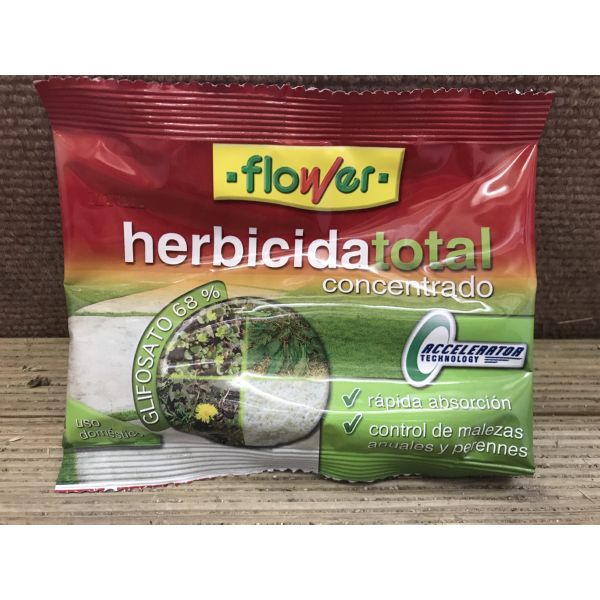 ·flower·
herbicidatotal
concentrado
GLIFOSATO 68 %
ACCELERATOR
TECHNOLOGY
rápida absorción
uso
doméstico
control de malezas
anuales y perennes